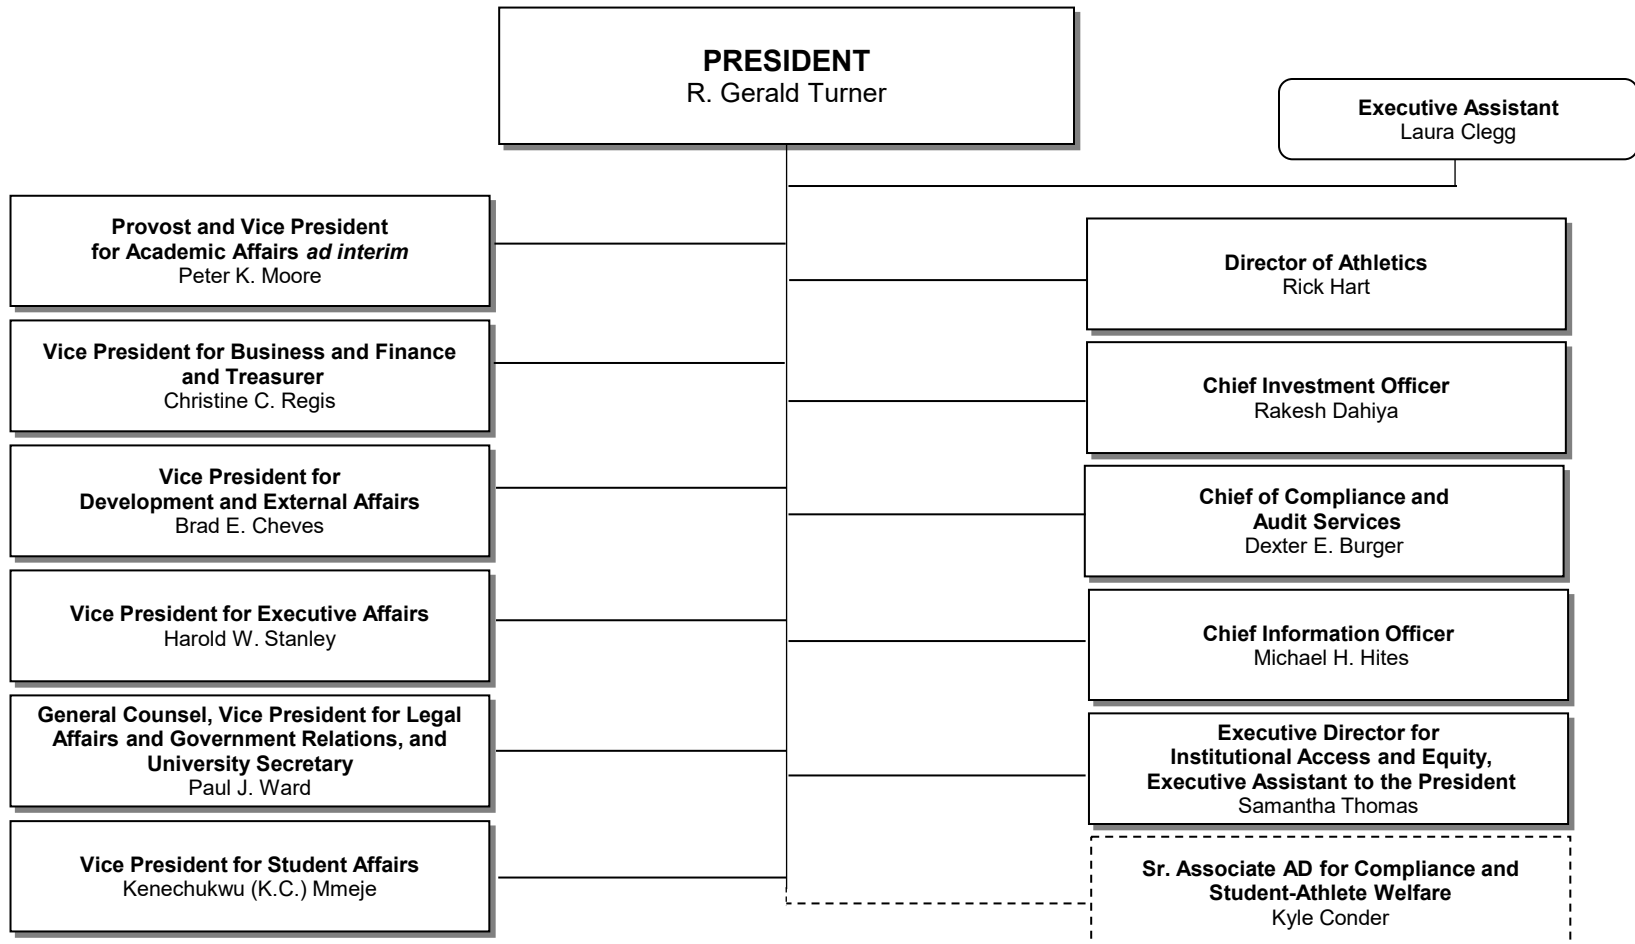 PRESIDENT
R. Gerald Turner
Executive Assistant
Laura Clegg
Provost and Vice President
for Academic Affairs ad interim
Peter K. Moore
Vice President for Business and Finance
and Treasurer
Christine C. Regis
Vice President for
Development and External Affairs
Brad E. Cheves
Vice President for Executive Affairs
Harold W. Stanley
General Counsel, Vice President for Legal
Affairs and Government Relations, and
University Secretary
Paul J. Ward
Vice President for Student Affairs
Kenechukwu (K.C.) Mmeje
Director of Athletics
Rick Hart
Chief Investment Officer
Rakesh Dahiya
Chief of Compliance and
Audit Services
Dexter E. Burger
Chief Information Officer
Michael H. Hites
Executive Director for
Institutional Access and Equity,
Executive Assistant to the President
Samantha Thomas
Sr. Associate AD for Compliance and
Student-Athlete Welfare
Kyle Conder